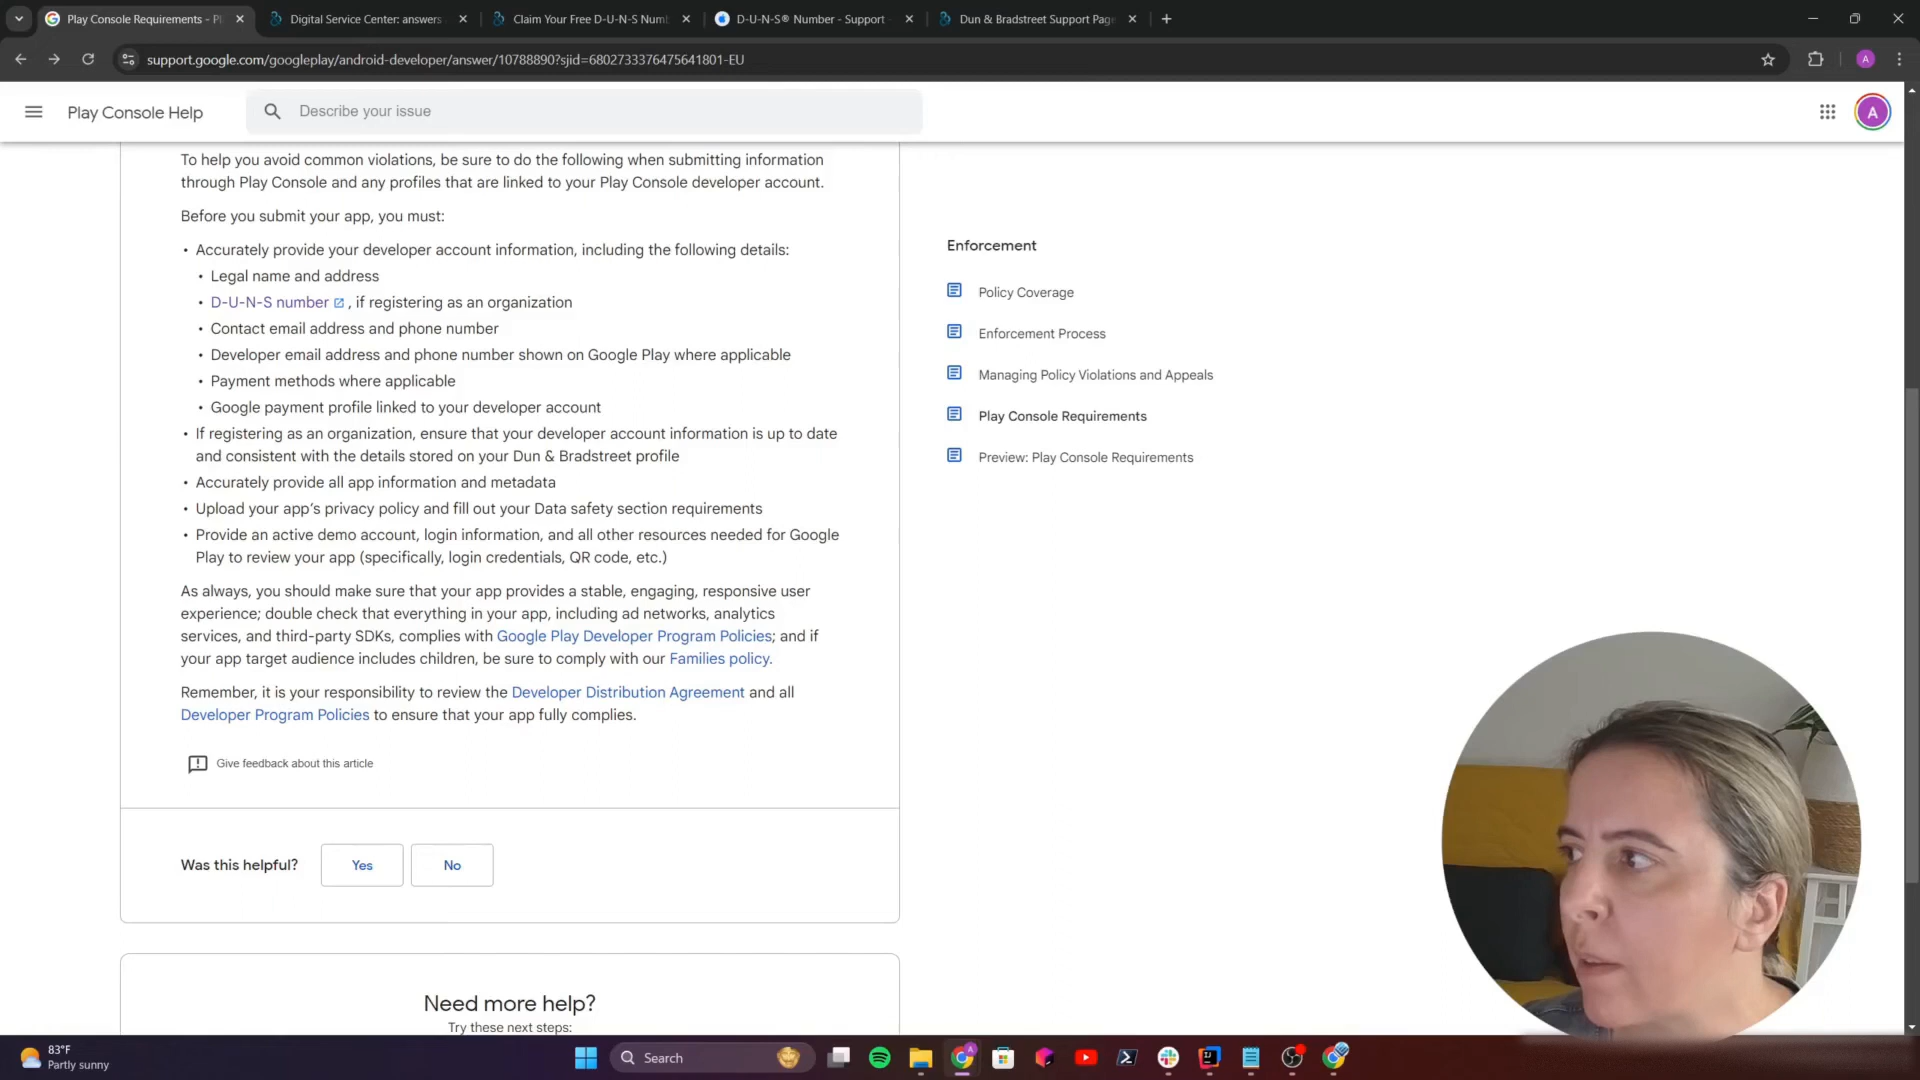 Play Console Requirements - Pl
Digital Service Center: answers
Claim Your Free D-U-N-S Num
D-U-N-S® Number - Support -
Dun & Bradstreet Support Page
support.google.com/googleplay/android-developer/answer/10788890?sjid=6802733376475641801-EU
A
Play Console Help
Describe your issue
A
To help you avoid common violations, be sure to do the following when submitting information
through Play Console and any profiles that are linked to your Play Console developer account.
Before you submit your app, you must:
• Accurately provide your developer account information, including the following details:
• Legal name and address
• D-U-N-S number , if registering as an organization
• Contact email address and phone number
• Developer email address and phone number shown on Google Play where applicable
• Payment methods where applicable
• Google payment profile linked to your developer account
• If registering as an organization, ensure that your developer account information is up to date
and consistent with the details stored on your Dun & Bradstreet profile
• Accurately provide all app information and metadata
• Upload your app's privacy policy and fill out your Data safety section requirements
• Provide an active demo account, login information, and all other resources needed for Google
Play to review your app (specifically, login credentials, QR code, etc.)
As always, you should make sure that your app provides a stable, engaging, responsive user
experience; double check that everything in your app, including ad networks, analytics
services, and third-party SDKs, complies with Google Play Developer Program Policies; and if
your app target audience includes children, be sure to comply with our Families policy.
Remember, it is your responsibility to review the Developer Distribution Agreement and all
Developer Program Policies to ensure that your app fully complies.
Give feedback about this article
Was this helpful?
Yes
No
Need more help?
Try these next steps:
Enforcement
Policy Coverage
Enforcement Process
Managing Policy Violations and Appeals
Play Console Requirements
Preview: Play Console Requirements
83°F
Partly sunny
Search